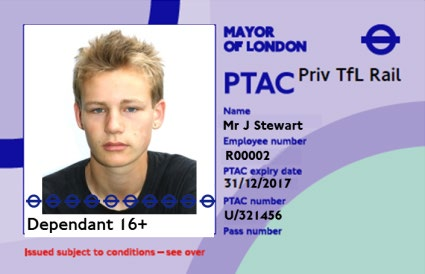 MAYOR
OF LONDON
PTAC Priv TfL Rail
Name
Mr J Stewart
Employee number
R00002
PTAC expiry date
31/12/2017
PTAC number
U/321456
Pass number
Dependant 16+
Issued subject to conditions – see over